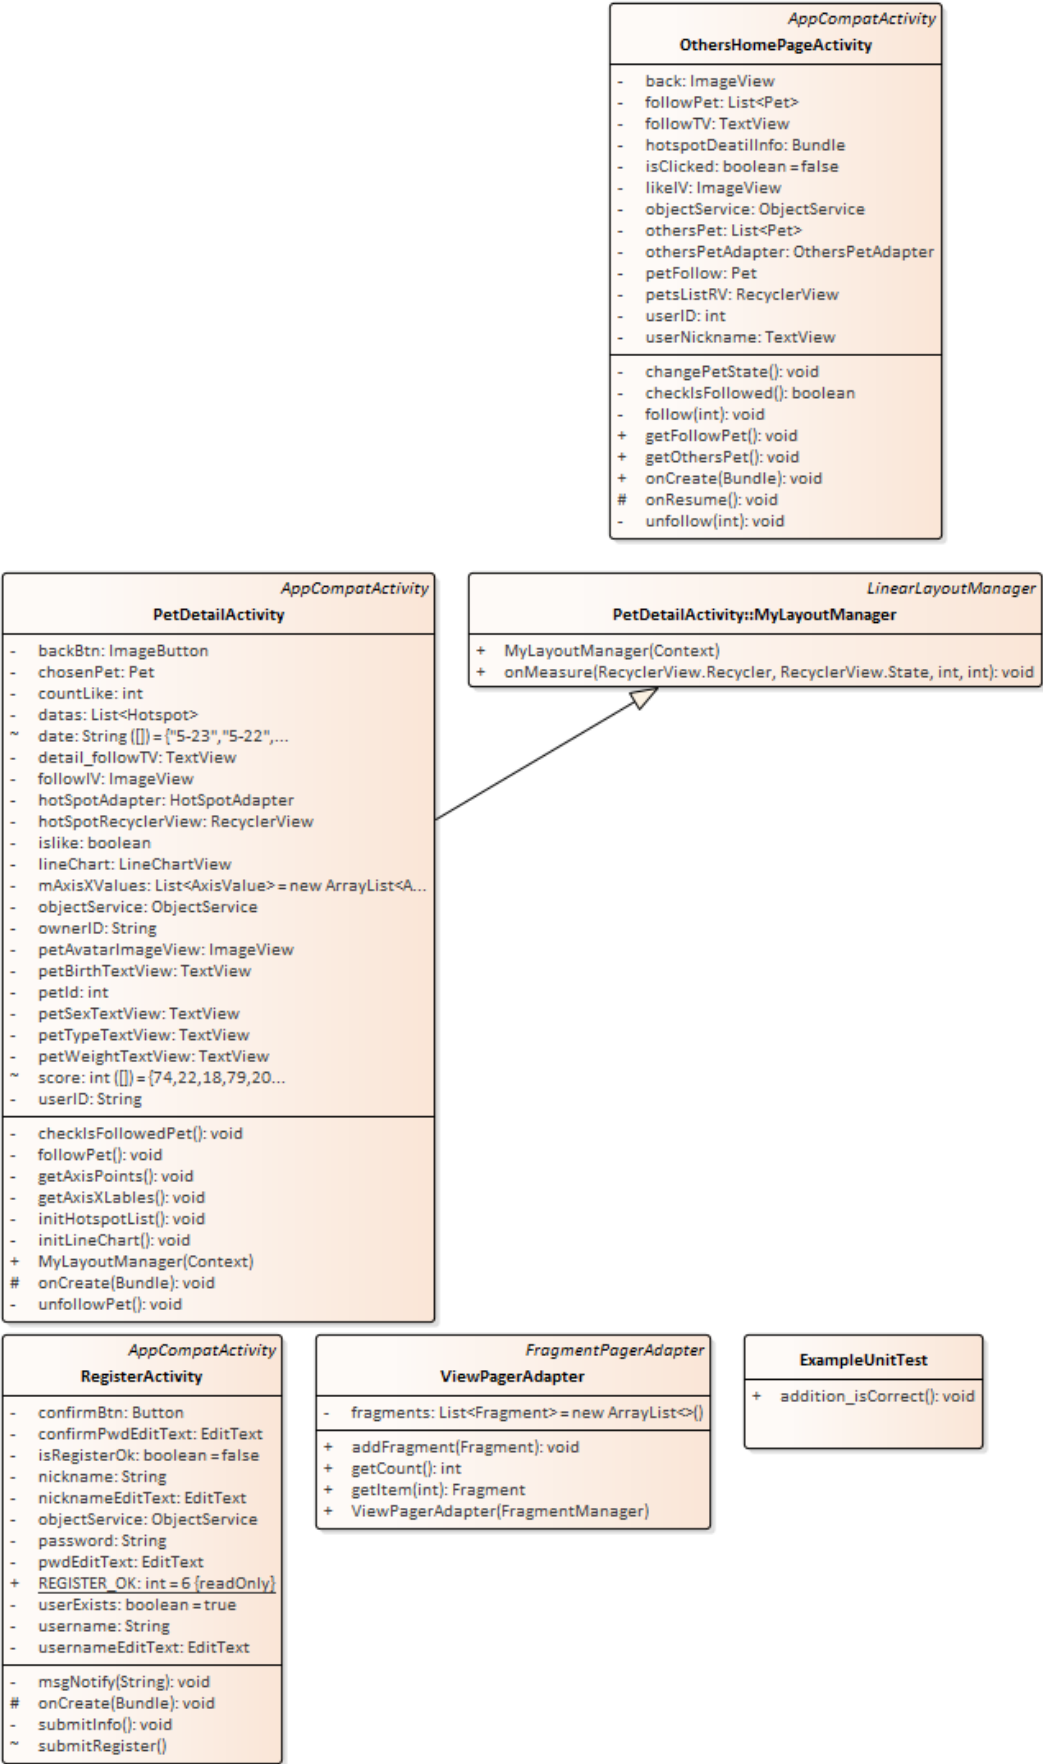 AppCompatActivity
OthersHomePageActivity
- back: ImageView
- followPet: List<Pet>
- followTV: TextView
- hotspotDeatilInfo: Bundle
- isClicked: boolean = false
- likeIV: ImageView
- objectService: ObjectService
- othersPet: List<Pet>
- othersPetAdapter: OthersPetAdapter
- petFollow: Pet
- petsListRV: RecyclerView
- userID: int
- userNickname: TextView
- changePetState(): void
- checkIsFollowed(): boolean
- follow(int): void
+ getFollowPet(): void
+ getOthersPet(): void
+ onCreate(Bundle): void
# onResume(): void
- unfollow(int): void
AppCompatActivity
PetDetailActivity
- backBtn: ImageButton
- chosenPet: Pet
- countLike: int
- datas: List<Hotspot>
~ date: String ([]) = {"5-23","5-22",...
- detail_followTV: TextView
- followIV: ImageView
- hotSpotAdapter: HotSpotAdapter
- hotSpotRecyclerView: RecyclerView
- islike: boolean
- lineChart: LineChartView
- mAxisXValues: List<AxisValue> = new ArrayList<A...
- objectService: ObjectService
- ownerID: String
- petAvatarImageView: ImageView
- petBirthTextView: TextView
- petId: int
- petSexTextView: TextView
- petTypeTextView: TextView
- petWeightTextView: TextView
~ score: int ([]) = {74,22,18,79,20...
- userID: String
- checkIsFollowedPet(): void
- followPet(): void
- getAxisPoints(): void
- getAxisXLables(): void
- initHotspotList(): void
- initLineChart(): void
+ MyLayoutManager(Context)
# onCreate(Bundle): void
- unfollowPet(): void
LinearLayoutManager
PetDetailActivity::MyLayoutManager
+ MyLayoutManager(Context)
+ onMeasure(RecyclerView.Recycler, RecyclerView.State, int, int): void
AppCompatActivity
RegisterActivity
- confirmBtn: Button
- confirmPwdEditText: EditText
- isRegisterOk: boolean = false
- nickname: String
- nicknameEditText: EditText
- objectService: ObjectService
- password: String
- pwdEditText: EditText
+ REGISTER_OK: int = 6 {readOnly}
- userExists: boolean = true
- username: String
- usernameEditText: EditText
- msgNotify(String): void
# onCreate(Bundle): void
- submitInfo(): void
~ submitRegister()
FragmentPagerAdapter
ViewPagerAdapter
- fragments: List<Fragment> = new ArrayList<>()
+ addFragment(Fragment): void
+ getCount(): int
+ getItem(int): Fragment
+ ViewPagerAdapter(FragmentManager)
ExampleUnitTest
+ addition_isCorrect(): void